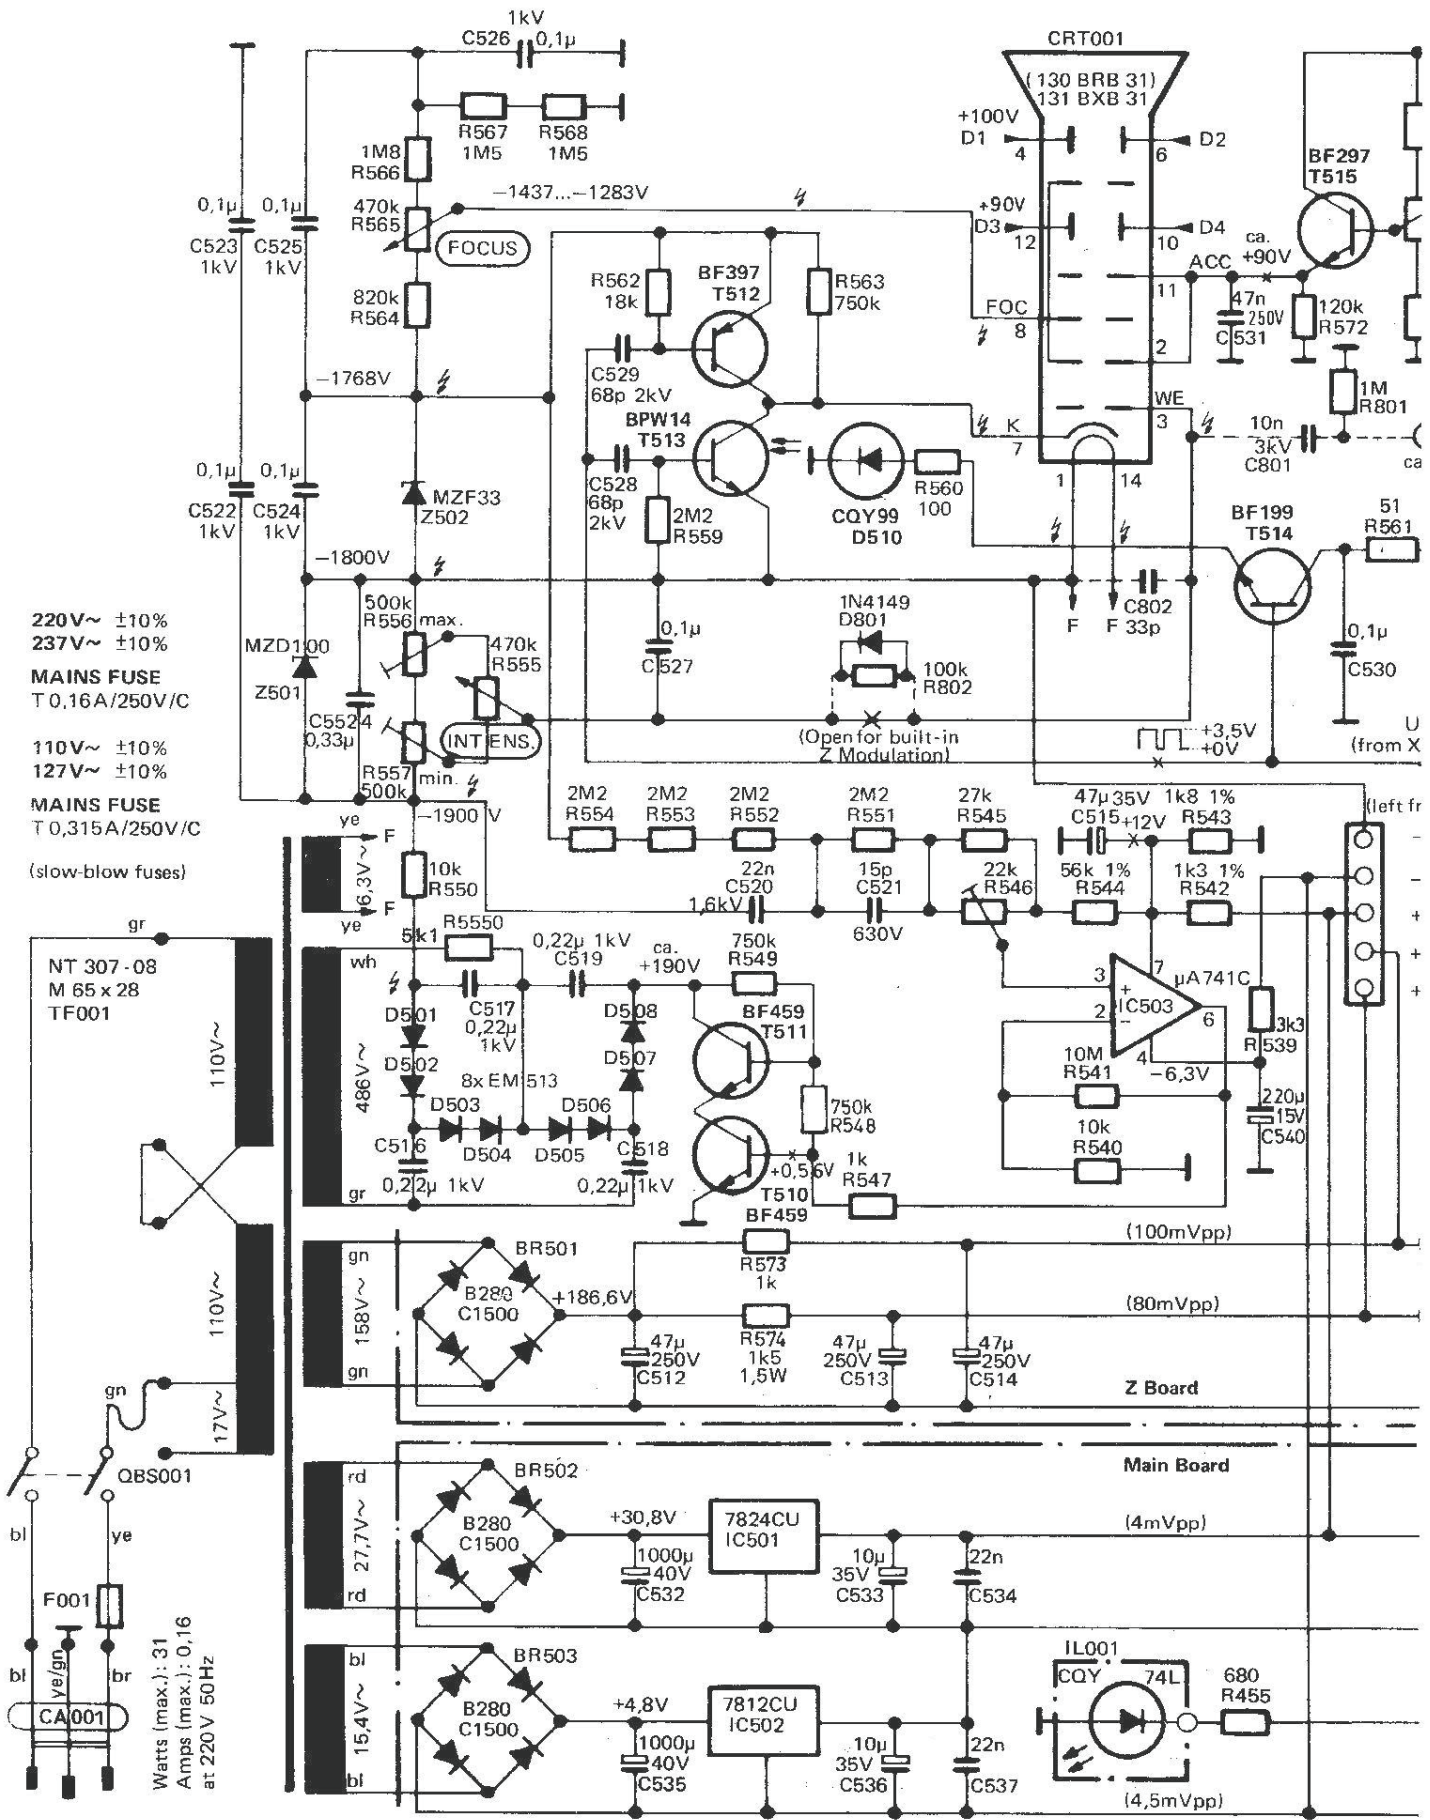 1kV
C526 0,1µ
CRT001
(130 BRB 31)
131 BXB 31
+100V
D1
4
6
D2
R567
1M5
R568
1M5
1M8
R566
BF297
T515
−1437...−1283V
470k
R565
FOCUS
0,1µ
C523
1kV
0,1µ
C525
1kV
+90V
D3
12
10
D4
ca.
+90V
ACC
11
R562
18k
BF397
T512
R563
750k
820k
R564
FOC
8
47n
250V
C531
120k
R572
2
−1768V
C529
68p 2kV
1M
R801
WE
3
BPW14
T513
K
7
10n
3kV
C801
ca
0,1µ
C522
1kV
0,1µ
C524
1kV
MZF33
Z502
C528
68p
2kV
2M2
R559
CQY99
D510
R560
100
1
14
BF199
T514
51
R561
−1800V
500k
R556
max.
220V~ ±10%
237V~ ±10%
MAINS FUSE
T 0,16A/250V/C
110V~ ±10%
127V~ ±10%
MAINS FUSE
T 0,315A/250V/C
(slow-blow fuses)
MZD100
Z501
470k
R555
0,1µ
C527
1N4149
D801
100k
R802
F
F
C802
33p
0,1µ
C530
C5524
0,33µ
INTENS.
(Open for built-in
Z Modulation)
+3,5V
+0V
U
(from X
R557
500k
min.
−1900 V
2M2
R554
2M2
R553
2M2
R552
2M2
R551
27k
R545
47µ 35V
C515
+12V
1k8 1%
R543
(left fr
ye
F
6,3V~
F
ye
10k
R550
22n
C520
1,6kV
15p
C521
630V
22k
R546
56k 1%
R544
1k3 1%
R542
gr
NT 307-08
M 65 x 28
TF001
wh
5k1
R5550
0,22µ 1kV
C519
ca.
+190V
750k
R549
3
+
2
−
7
µA741C
IC503
6
4
−6,3V
3k3
R539
D501
C517
0,22µ
1kV
D508
BF459
T511
110V~
486V~
D502
8x EM 513
D507
10M
R541
220µ
15V
C540
D503
D506
750k
R548
C516
D504
D505
C518
10k
R540
0,22µ 1kV
0,22µ 1kV
gr
+0,56V
T510
BF459
1k
R547
110V~
gn
158V~
gn
BR501
B280
C1500
+186,6V
R573
1k
(100mVpp)
R574
1k5
1,5W
(80mVpp)
47µ
250V
C512
47µ
250V
C513
47µ
250V
C514
Z Board
gn
17V~
QBS001
Main Board
rd
27,7V~
rd
BR502
B280
C1500
+30,8V
7824CU
IC501
(4mVpp)
1000µ
40V
C532
10µ
35V
C533
22n
C534
bl
ye
F001
bl
ye/gn
br
CA001
Watts (max.): 31
Amps (max.): 0,16
at 220V 50Hz
bl
15,4V~
bl
BR503
B280
C1500
+4,8V
7812CU
IC502
1000µ
40V
C535
10µ
35V
C536
22n
C537
IL001
CQY 74L
680
R455
(4,5mVpp)